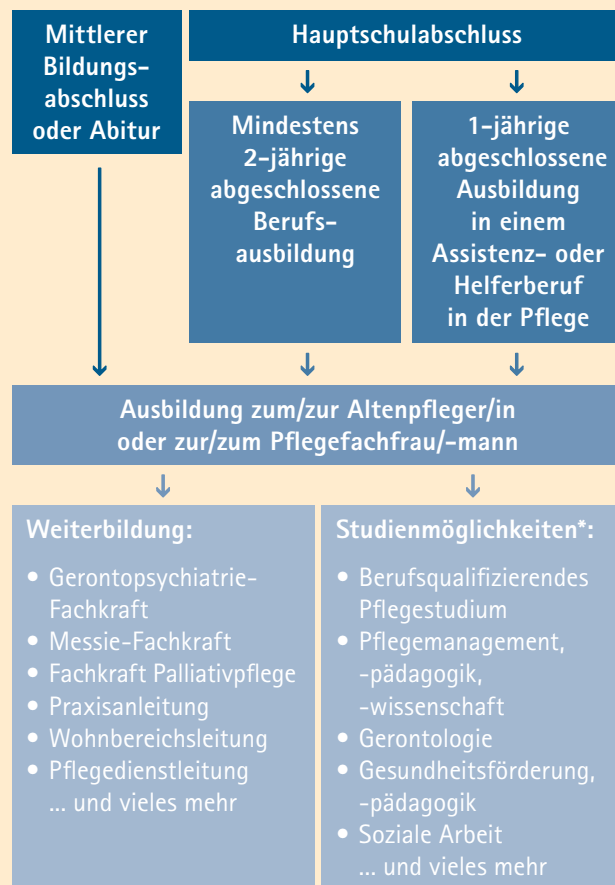 Mittlerer
Bildungs-
abschluss
oder Abitur
Hauptschulabschluss
Mindestens
2-jährige
abgeschlossene
Berufs-
ausbildung
1-jährige
abgeschlossene
Ausbildung
in einem
Assistenz- oder
Helferberuf
in der Pflege
Ausbildung zum/zur Altenpfleger/in
oder zur/zum Pflegefachfrau/-mann
Weiterbildung:
• Gerontopsychiatrie-
Fachkraft
• Messie-Fachkraft
• Fachkraft Palliativpflege
• Praxisanleitung
• Wohnbereichsleitung
• Pflegedienstleitung
... und vieles mehr
Studienmöglichkeiten*:
• Berufsqualifizierendes
Pflegestudium
• Pflegemanagement,
-pädagogik,
-wissenschaft
• Gerontologie
• Gesundheitsförderung,
-pädagogik
• Soziale Arbeit
... und vieles mehr